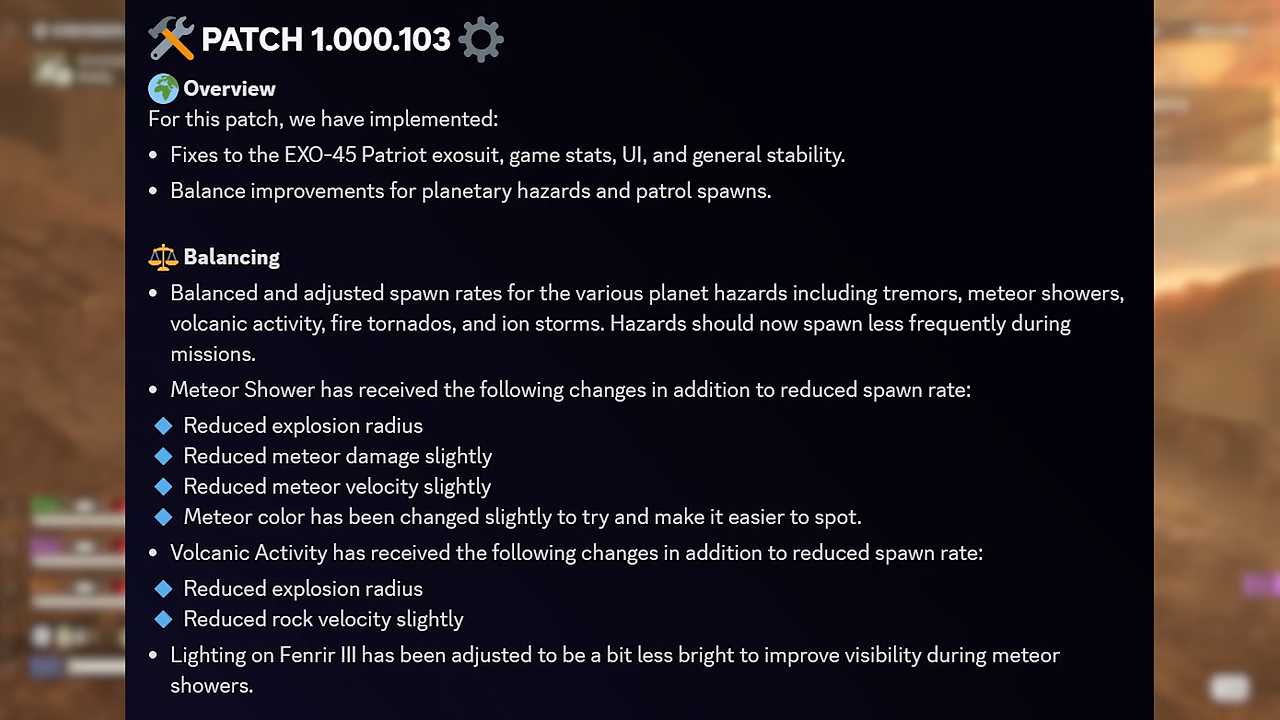 PATCH 1.000.103
Overview
For this patch, we have implemented:
• Fixes to the EXO-45 Patriot exosuit, game stats, UI, and general stability.
• Balance improvements for planetary hazards and patrol spawns.
Balancing
• Balanced and adjusted spawn rates for the various planet hazards including tremors, meteor showers,
volcanic activity, fire tornados, and ion storms. Hazards should now spawn less frequently during
missions.
• Meteor Shower has received the following changes in addition to reduced spawn rate:
Reduced explosion radius
Reduced meteor damage slightly
Reduced meteor velocity slightly
Meteor color has been changed slightly to try and make it easier to spot.
• Volcanic Activity has received the following changes in addition to reduced spawn rate:
Reduced explosion radius
Reduced rock velocity slightly
• Lighting on Fenrir III has been adjusted to be a bit less bright to improve visibility during meteor
showers.